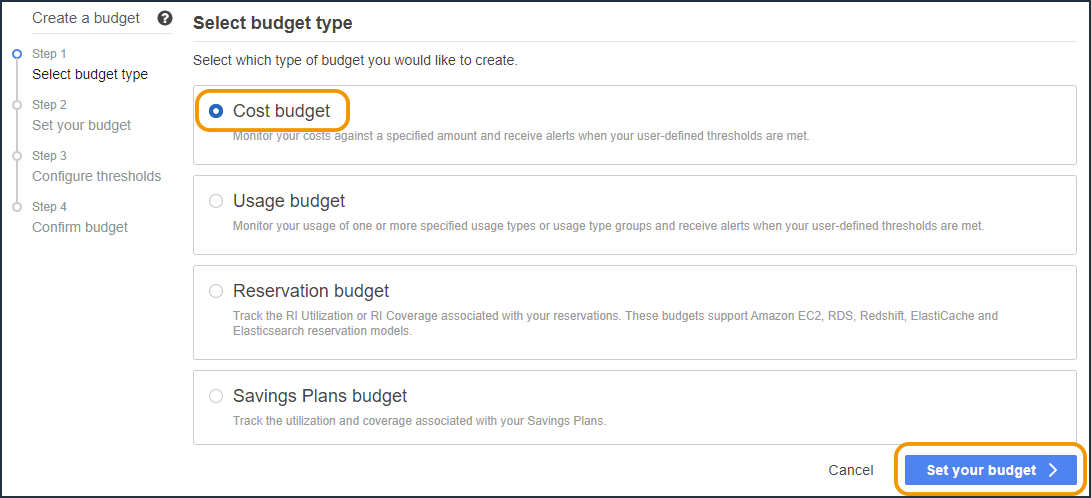 Create a budget
Step 1
Select budget type
Step 2
Set your budget
Step 3
Configure thresholds
Step 4
Confirm budget
Select budget type
Select which type of budget you would like to create.
Cost budget
Monitor your costs against a specified amount and receive alerts when your user-defined thresholds are met.
Usage budget
Monitor your usage of one or more specified usage types or usage type groups and receive alerts when your user-defined thresholds are met.
Reservation budget
Track the RI Utilization or RI Coverage associated with your reservations. These budgets support Amazon EC2, RDS, Redshift, ElastiCache and
Elasticsearch reservation models.
Savings Plans budget
Track the utilization and coverage associated with your Savings Plans.
Cancel
Set your budget